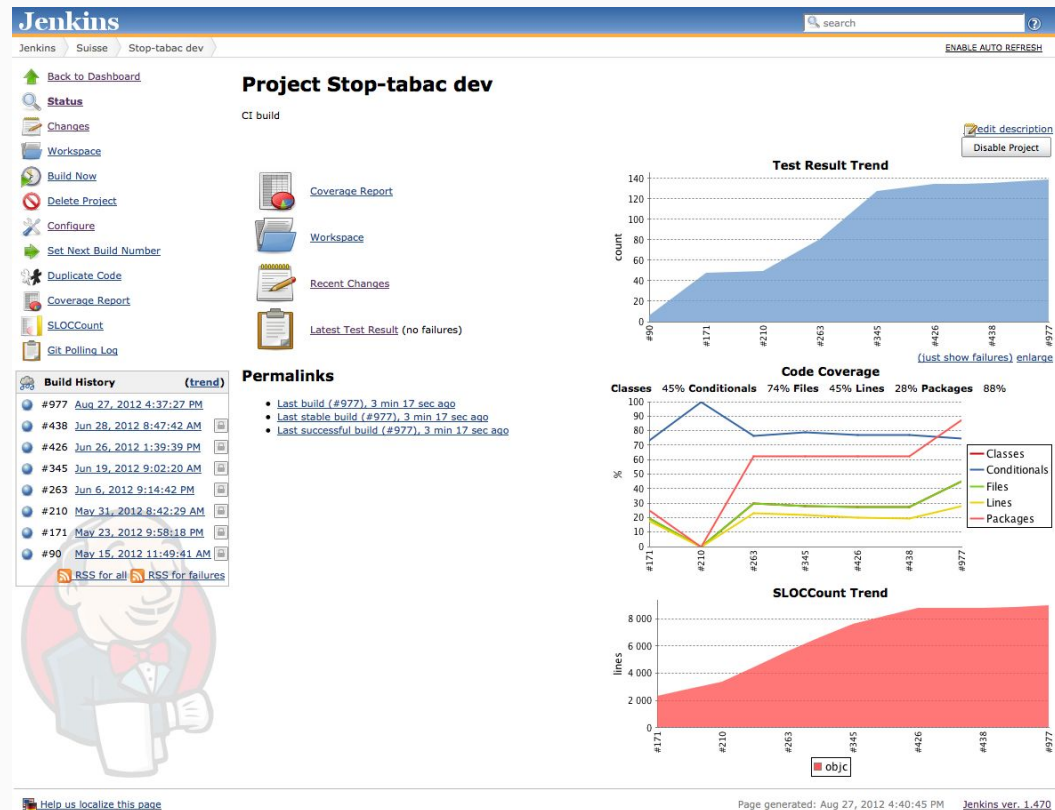 Jenkins
search
Jenkins Suisse Stop-tabac dev
ENABLE AUTO REFRESH
Back to Dashboard
Status
Changes
Workspace
Build Now
Delete Project
Configure
Set Next Build Number
Duplicate Code
Coverage Report
SLOCCount
Git Polling Log
Build History (trend)
#977 Aug 27, 2012 4:37:27 PM
#438 Jun 28, 2012 8:47:42 AM
#426 Jun 26, 2012 1:39:39 PM
#345 Jun 19, 2012 9:02:20 AM
#263 Jun 6, 2012 9:14:42 PM
#210 May 31, 2012 8:42:29 AM
#171 May 23, 2012 9:58:18 PM
#90 May 15, 2012 11:49:41 AM
RSS for all RSS for failures
Project Stop-tabac dev
CI build
edit description
Disable Project
Coverage Report
Workspace
Recent Changes
Latest Test Result (no failures)
Permalinks
Last build (#977), 3 min 17 sec ago
Last stable build (#977), 3 min 17 sec ago
Last successful build (#977), 3 min 17 sec ago
Test Result Trend
count
140
120
100
80
60
40
20
0
#90 #171 #210 #263 #345 #426 #438 #977
(just show failures) enlarge
Code Coverage
Classes 45% Conditionals 74% Files 45% Lines 28% Packages 88%
%
100
90
80
70
60
50
40
30
20
10
0
#171 #210 #263 #345 #426 #438 #977
Classes
Conditionals
Files
Lines
Packages
SLOCCount Trend
lines
8 000
6 000
4 000
2 000
0
#171 #210 #263 #345 #426 #438 #977
objc
Help us localize this page
Page generated: Aug 27, 2012 4:40:45 PM Jenkins ver. 1.470